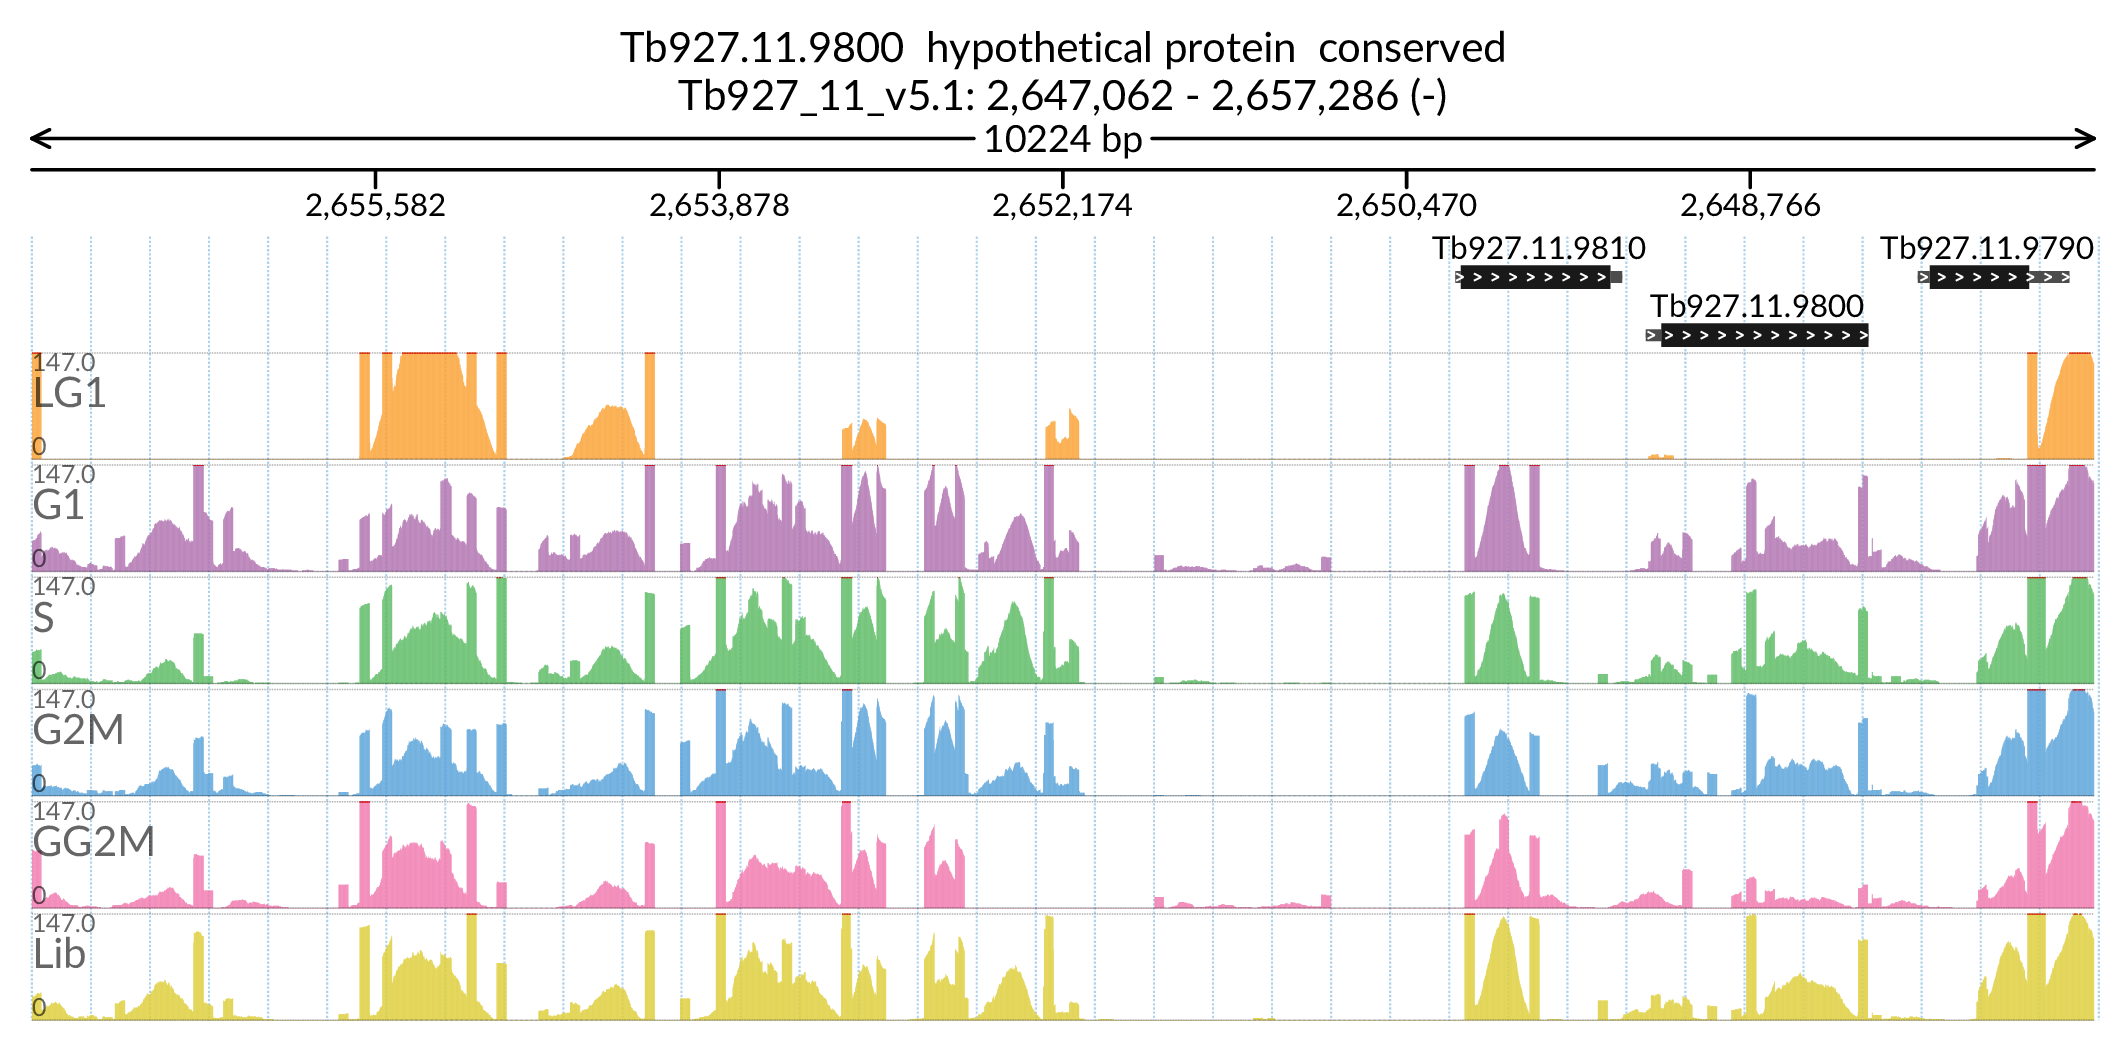 Tb927.11.9800  hypothetical protein  conserved
Tb927_11_v5.1: 2,647,062 - 2,657,286 (-)
10224 bp
2,655,582 2,653,878 2,652,174 2,650,470 2,648,766
Tb927.11.9810 Tb927.11.9790
Tb927.11.9800
147.0
LG1
0
147.0
G1
0
147.0
S
0
147.0
G2M
0
147.0
GG2M
0
147.0
Lib
0